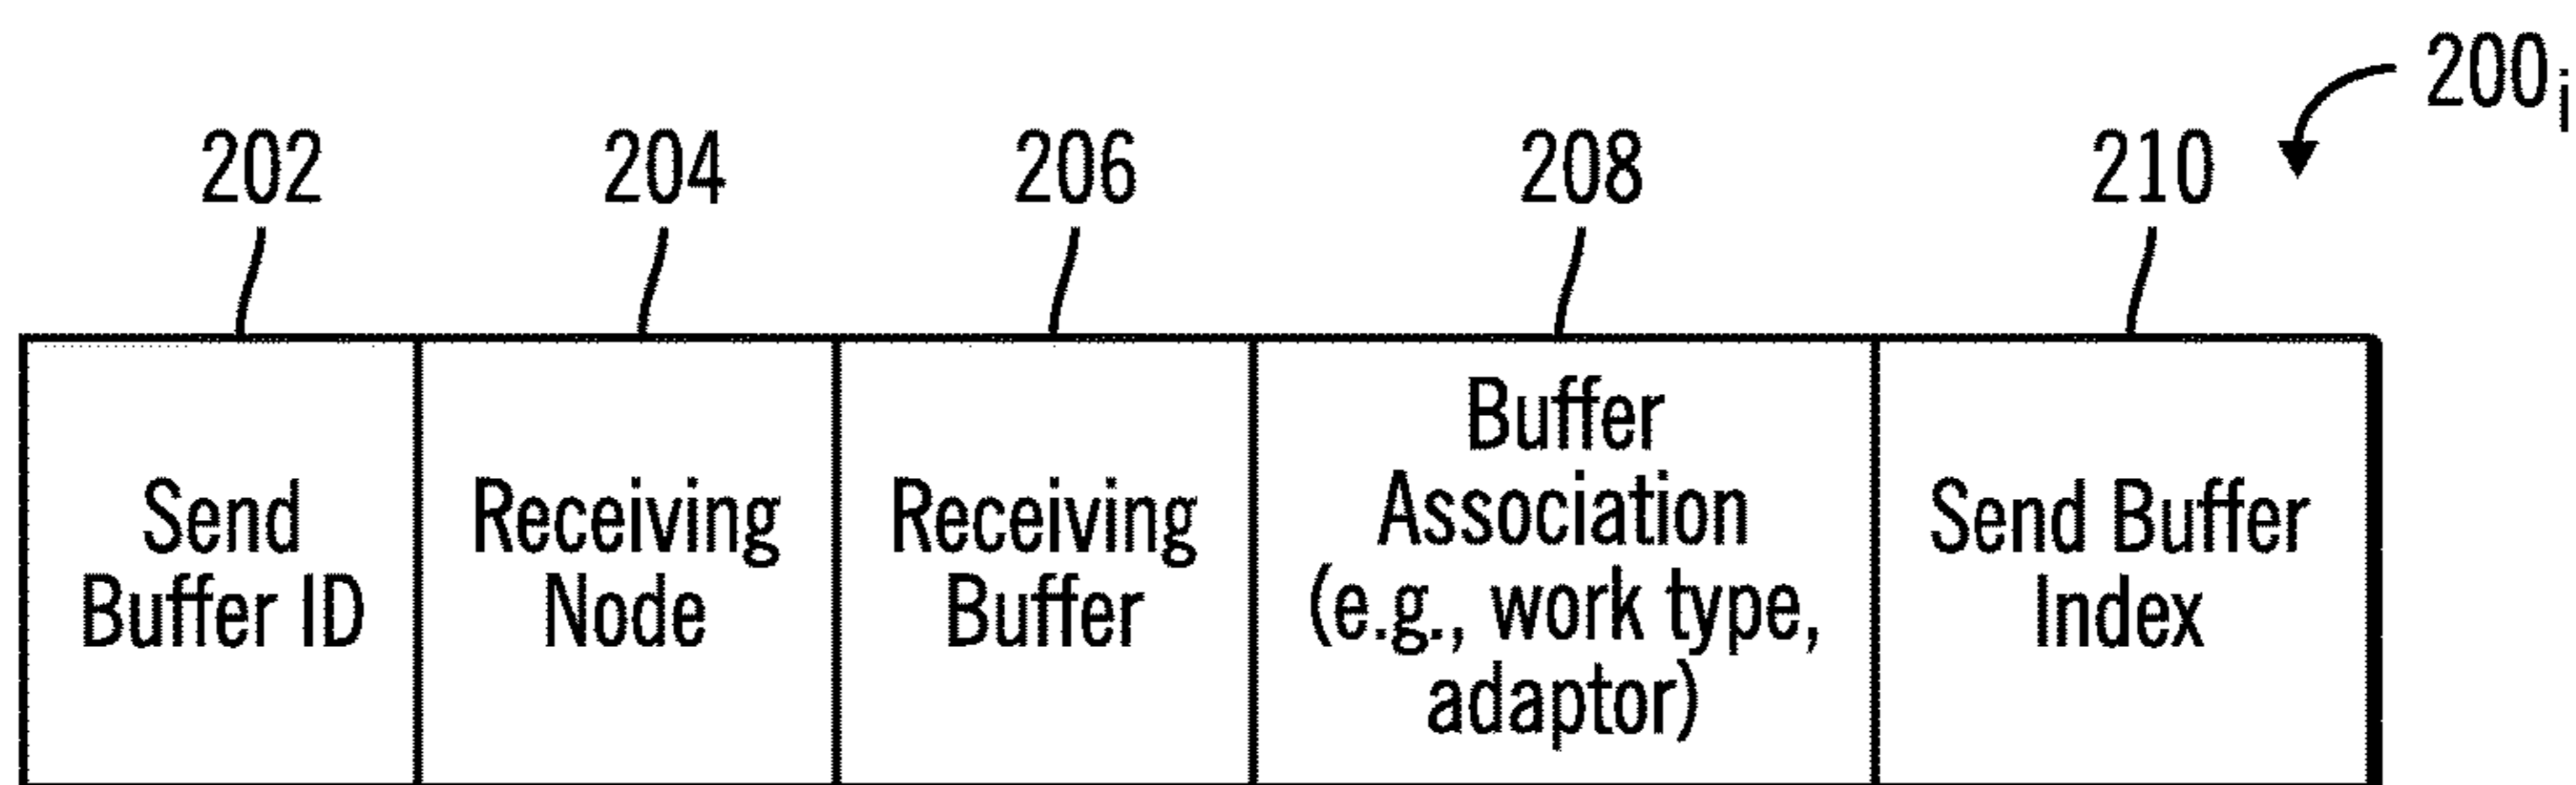 200i
202 204 206 208 210
Send
Buffer ID
Receiving
Node
Receiving
Buffer
Buffer
Association
(e.g., work type,
adaptor)
Send Buffer
Index